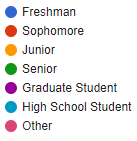 Freshman
Sophomore
Junior
Senior
Graduate Student
High School Student
Other